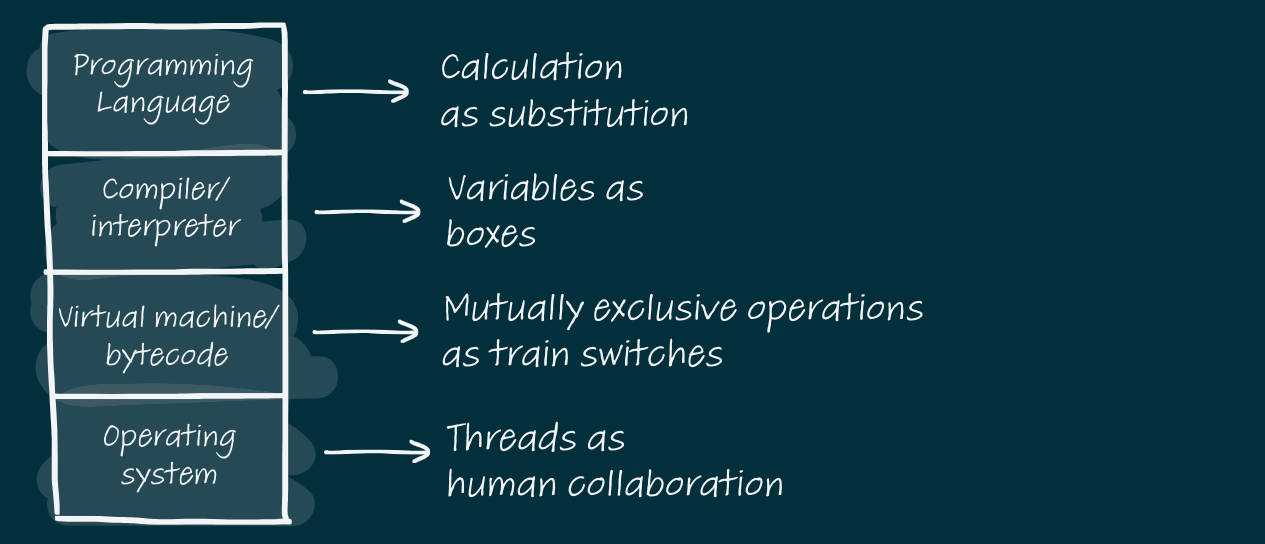 Programming
Language
Calculation
as substitution
Compiler/
interpreter
Variables as
boxes
Virtual machine/
bytecode
Mutually exclusive operations
as train switches
Operating
system
Threads as
human collaboration